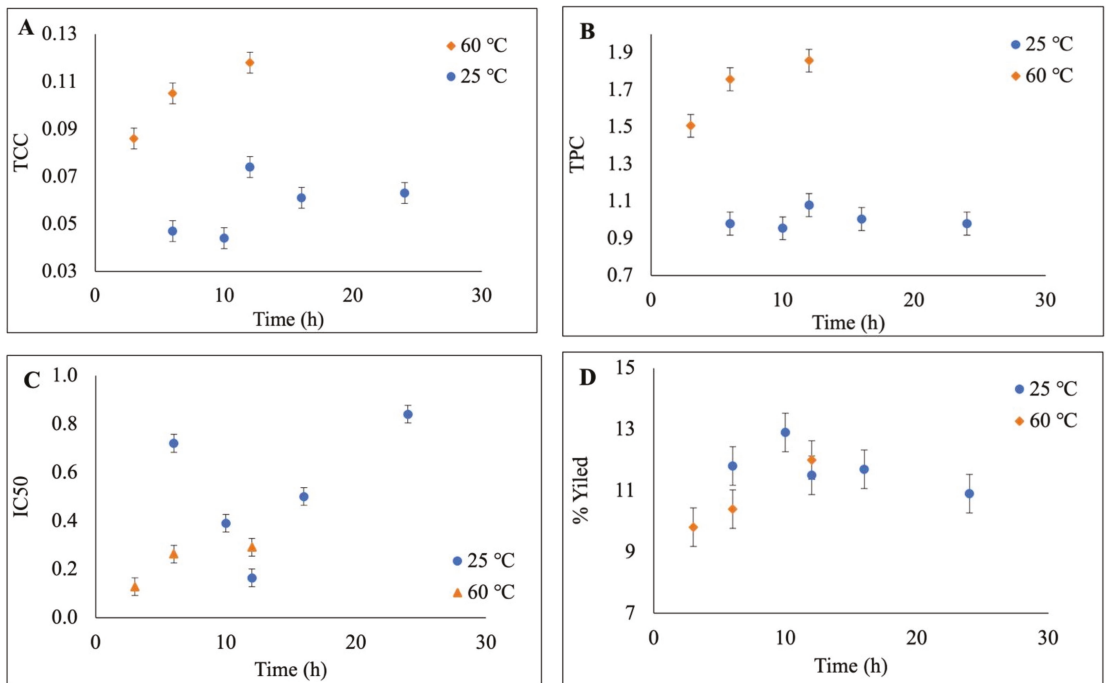 A
0.13
0.11
0.09
0.07
0.05
0.03
TCC
0 10 20 30
Time (h)
60 °C
25 °C
B
1.9
1.7
1.5
1.3
1.1
0.9
0.7
TPC
0 10 20 30
Time (h)
25 °C
60 °C
C
1.0
0.8
0.6
0.4
0.2
0.0
IC50
0 10 20 30
Time (h)
25 °C
60 °C
D
15
13
11
9
7
% Yiled
0 10 20 30
Time (h)
25 °C
60 °C